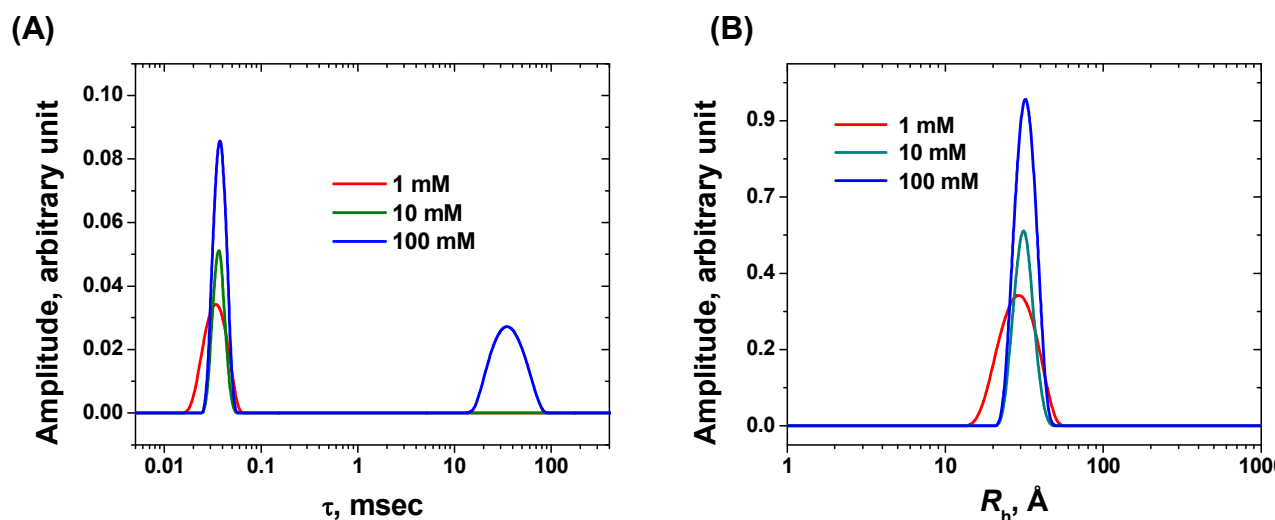 (A)
Amplitude, arbitrary unit
0.10
0.08
0.06
0.04
0.02
0.00
1 mM
10 mM
100 mM
0.01 0.1 1 10 100
τ, msec
(B)
Amplitude, arbitrary unit
0.9
0.7
0.4
0.2
0.0
1 mM
10 mM
100 mM
1 10 100 1000
Rh, Å